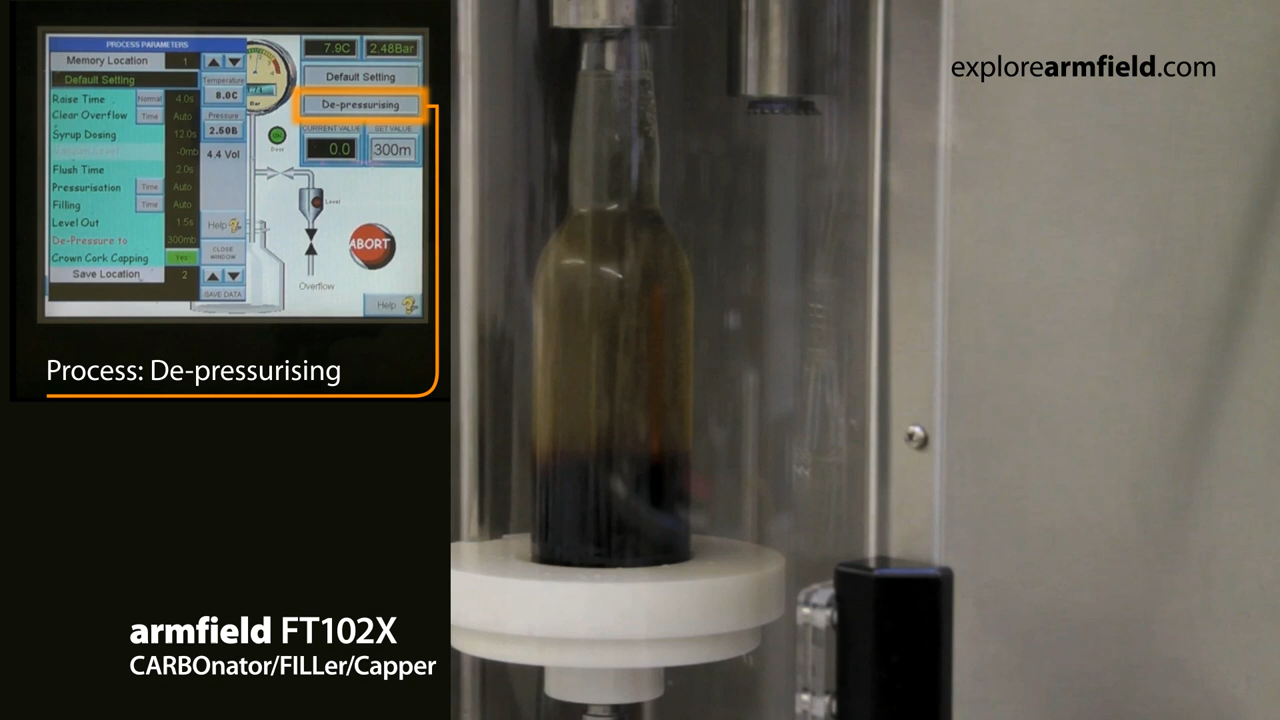 PROCESS PARAMETERS
Memory Location 1
Default Setting
Raise Time Normal 4.0s
Clear Overflow Time Auto
Syrup Dosing 12.0s
-0mb
Flush Time 2.0s
Pressurisation Time Auto
Filling Time Auto
Level Out 1.5s
De-Pressure to 300mb
Crown Cork Capping Yes
Save Location 2
Temperature
8.0C
Pressure
2.50B
4.4 Vol
Help
CLOSE
WINDOW
SAVE DATA
Bar
7.9C 2.48Bar
Default Setting
De-pressurising
CURRENT VALUE SET VALUE
0.0 300m
Door
Level
ABORT
Overflow
Help
Process: De-pressurising
armfield FT102X
CARBOnator/FILLer/Capper
explorearmfield.com